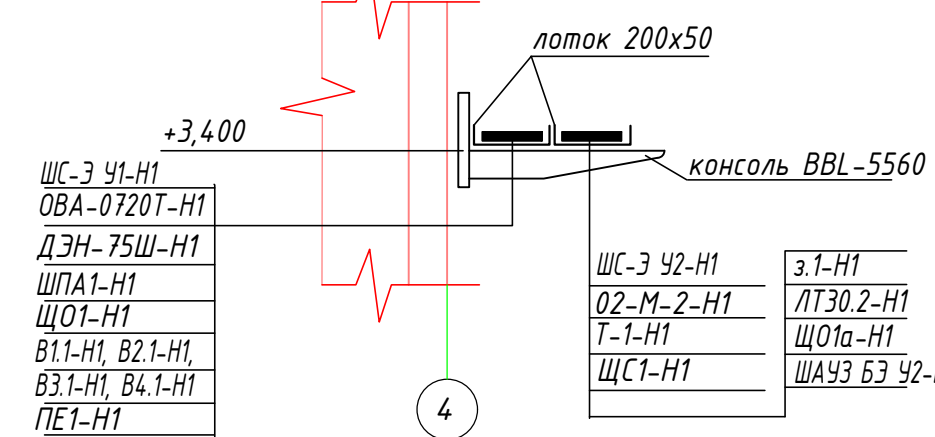 лоток 200х50
+3,400
консоль BBL-5560
ШС-Э У1-Н1
ОВА-0720Т-Н1
ДЭН-75Ш-Н1
ШПА1-Н1
ЩО1-Н1
В1.1-Н1, В2.1-Н1,
В3.1-Н1, В4.1-Н1
ПЕ1-Н1
ШС-Э У2-Н1
02-М-2-Н1
Т-1-Н1
ЩС1-Н1
з.1-Н1
ЛТ30.2-Н1
ЩО1а-Н1
ШАУЗ БЭ У2-
4